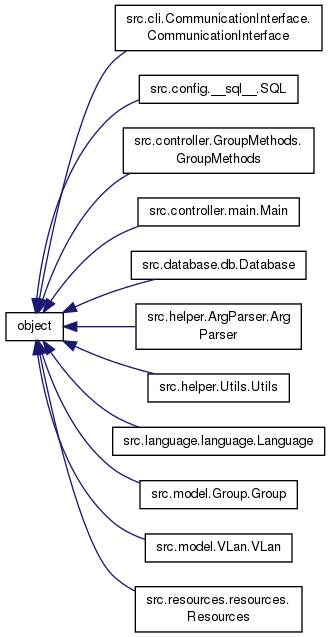 src.cli.CommunicationInterface.
CommunicationInterface
src.config.__sql__.SQL
src.controller.GroupMethods.
GroupMethods
src.controller.main.Main
src.database.db.Database
object
src.helper.ArgParser.Arg
Parser
src.helper.Utils.Utils
src.language.language.Language
src.model.Group.Group
src.model.VLan.VLan
src.resources.resources.
Resources